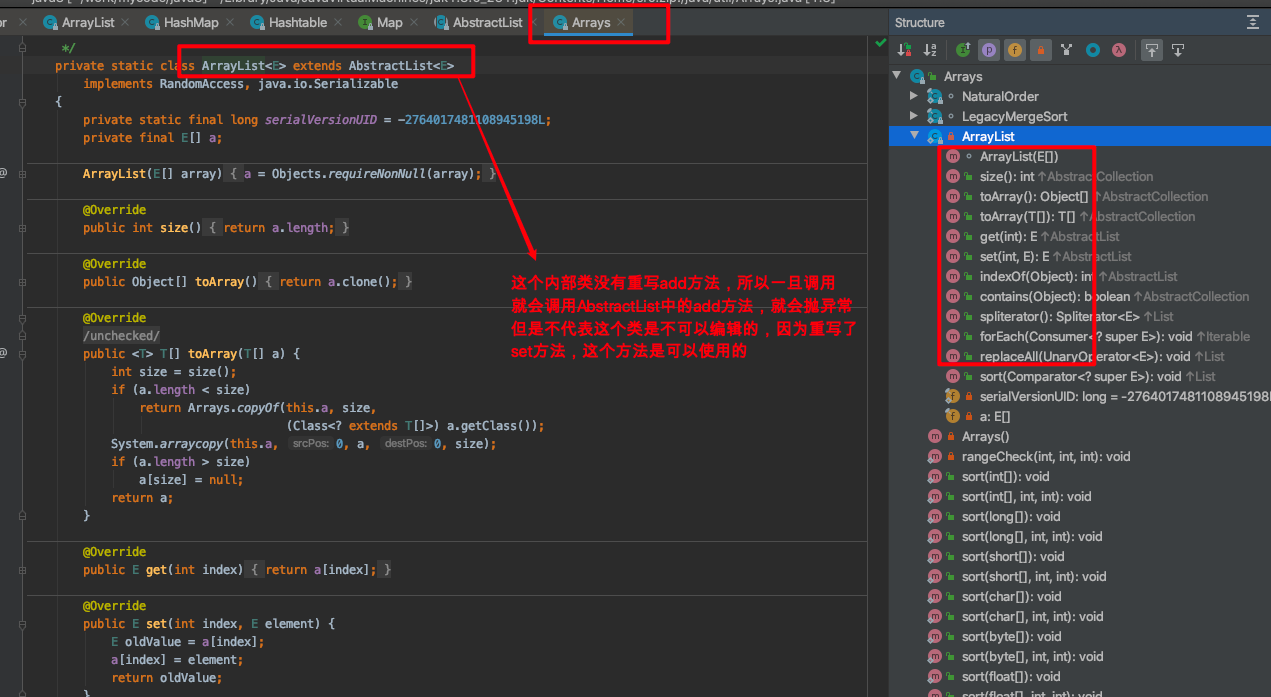 ArrayList
HashMap
Hashtable
Map
AbstractList
Arrays
*/
private static class ArrayList<E> extends AbstractList<E>
implements RandomAccess, java.io.Serializable
{
private static final long serialVersionUID = -2764017481108945198L;
private final E[] a;
ArrayList(E[] array) { a = Objects.requireNonNull(array); }
@Override
public int size() { return a.length; }
@Override
public Object[] toArray() { return a.clone(); }
@Override
/unchecked/
public <T> T[] toArray(T[] a) {
int size = size();
if (a.length < size)
return Arrays.copyOf(this.a, size,
(Class<? extends T[]>) a.getClass());
System.arraycopy(this.a, srcPos: 0, a, destPos: 0, size);
if (a.length > size)
a[size] = null;
return a;
}
@Override
public E get(int index) { return a[index]; }
@Override
public E set(int index, E element) {
E oldValue = a[index];
a[index] = element;
return oldValue;
}
这个内部类没有重写add方法，所以一旦调用
就会调用AbstractList中的add方法，就会抛异常
但是不代表这个类是不可以编辑的，因为重写了
set方法，这个方法是可以使用的
Structure
Arrays
NaturalOrder
LegacyMergeSort
ArrayList
ArrayList(E[])
size(): int ↑AbstractCollection
toArray(): Object[] ↑AbstractCollection
toArray(T[]): T[] ↑AbstractCollection
get(int): E ↑AbstractList
set(int, E): E ↑AbstractList
indexOf(Object): int ↑AbstractList
contains(Object): boolean ↑AbstractCollection
spliterator(): Spliterator<E> ↑List
forEach(Consumer<? super E>): void ↑Iterable
replaceAll(UnaryOperator<E>): void ↑List
sort(Comparator<? super E>): void ↑List
serialVersionUID: long = -2764017481108945198L
a: E[]
Arrays()
rangeCheck(int, int, int): void
sort(int[]): void
sort(int[], int, int): void
sort(long[]): void
sort(long[], int, int): void
sort(short[]): void
sort(short[], int, int): void
sort(char[]): void
sort(char[], int, int): void
sort(byte[]): void
sort(byte[], int, int): void
sort(float[]): void
sort(float[], int, int): void